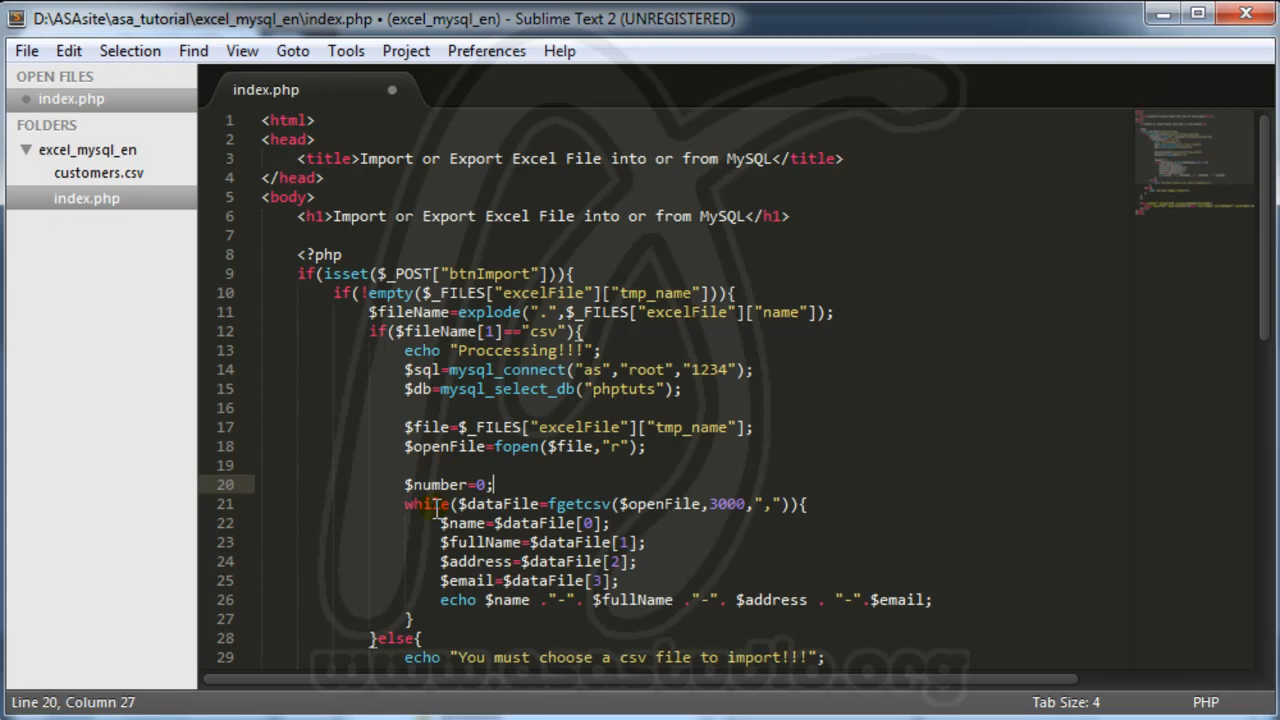 D:\ASAsite\asa_tutorial\excel_mysql_en\index.php • (excel_mysql_en) - Sublime Text 2 (UNREGISTERED)
File Edit Selection Find View Goto Tools Project Preferences Help
OPEN FILES
index.php
FOLDERS
excel_mysql_en
customers.csv
index.php
index.php
1 <html>
2 <head>
3 <title>Import or Export Excel File into or from MySQL</title>
4 </head>
5 <body>
6 <h1>Import or Export Excel File into or from MySQL</h1>
7
8 <?php
9 if(isset($_POST["btnImport"])){
10 if(!empty($_FILES["excelFile"]["tmp_name"])){
11 $fileName=explode(".",$_FILES["excelFile"]["name"]);
12 if($fileName[1]=="csv"){
13 echo "Proccessing!!!";
14 $sql=mysql_connect("as","root","1234");
15 $db=mysql_select_db("phptuts");
16
17 $file=$_FILES["excelFile"]["tmp_name"];
18 $openFile=fopen($file,"r");
19
20 $number=0;
21 while($dataFile=fgetcsv($openFile,3000,",")){
22 $name=$dataFile[0];
23 $fullName=$dataFile[1];
24 $address=$dataFile[2];
25 $email=$dataFile[3];
26 echo $name ."-". $fullName ."-". $address . "-".$email;
27 }
28 }else{
29 echo "You must choose a csv file to import!!!";
www.asastudio.org
Line 20, Column 27 Tab Size: 4 PHP